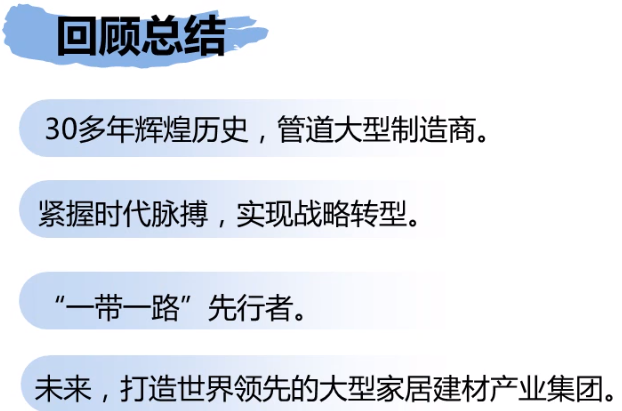 回顾总结
30多年辉煌历史，管道大型制造商。
紧握时代脉搏，实现战略转型。
“一带一路”先行者。
未来，打造世界领先的大型家居建材产业集团。